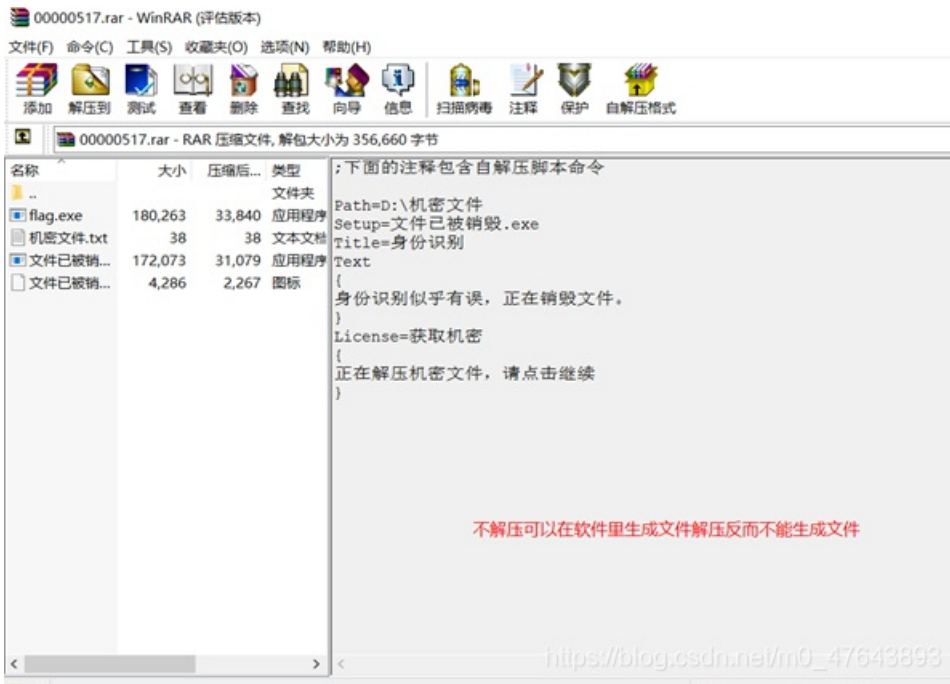 00000517.rar - WinRAR (评估版本)
文件(F) 命令(C) 工具(S) 收藏夹(O) 选项(N) 帮助(H)
添加 解压到 测试 查看 删除 查找 向导 信息 扫描病毒 注释 保护 自解压格式
00000517.rar - RAR 压缩文件, 解包大小为 356,660 字节
名称 大小 压缩后... 类型
.. 文件夹
flag.exe 180,263 33,840 应用程序
机密文件.txt 38 38 文本文档
文件已被销... 172,073 31,079 应用程序
文件已被销... 4,286 2,267 图标
;下面的注释包含自解压脚本命令
Path=D:\机密文件
Setup=文件已被销毁.exe
Title=身份识别
Text
{
身份识别似乎有误，正在销毁文件。
}
License=获取机密
{
正在解压机密文件，请点击继续
}
不解压可以在软件里生成文件解压反而不能生成文件
https://blog.csdn.net/m0_47643893